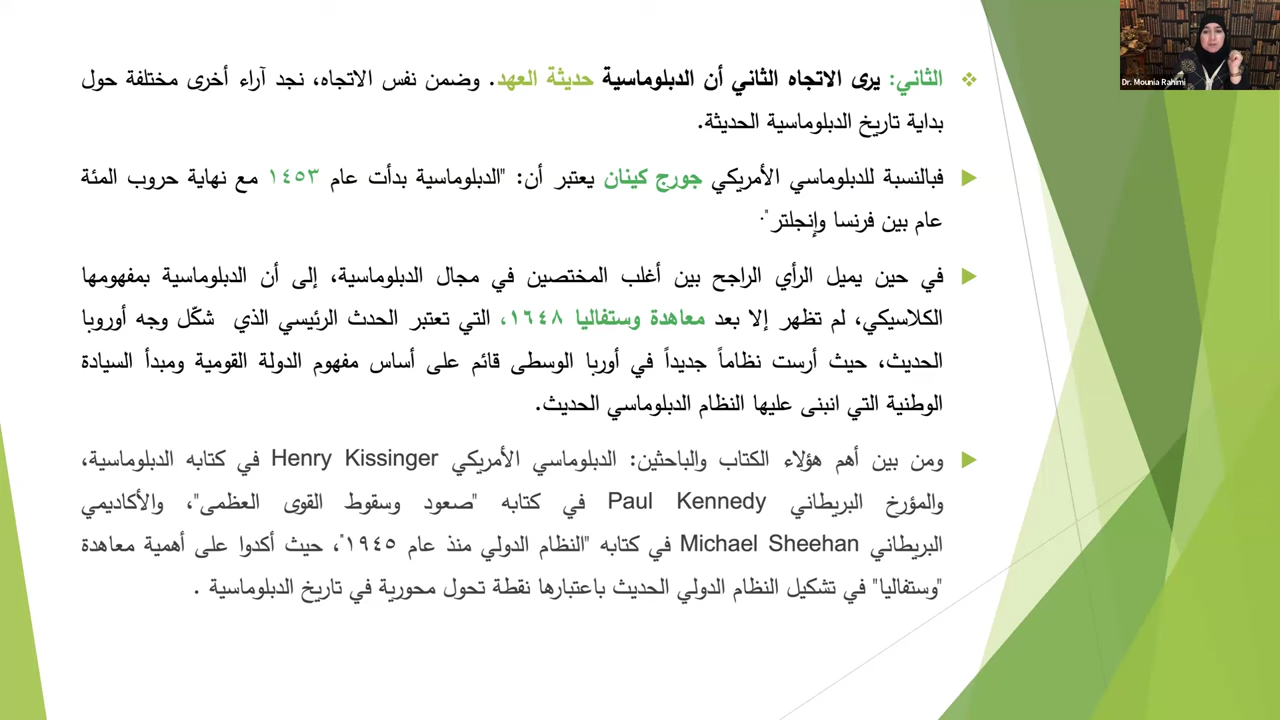 الثاني: يرى الاتجاه الثاني أن الدبلوماسية حديثة العهد. وضمن نفس الاتجاه، نجد آراء أخرى مختلفة حول
بداية تاريخ الدبلوماسية الحديثة.
فبالنسبة للدبلوماسي الأمريكي جورج كينان يعتبر أن: "الدبلوماسية بدأت عام ١٤٥٣ مع نهاية حروب المئة
عام بين فرنسا وإنجلتر".
في حين يميل الرأي الراجح بين أغلب المختصين في مجال الدبلوماسية، إلى أن الدبلوماسية بمفهومها
الكلاسيكي، لم تظهر إلا بعد معاهدة وستفاليا ١٦٤٨، التي تعتبر الحدث الرئيسي الذي شكّل وجه أوروبا
الحديث، حيث أرست نظاماً جديداً في أوربا الوسطى قائم على أساس مفهوم الدولة القومية ومبدأ السيادة
الوطنية التي انبنى عليها النظام الدبلوماسي الحديث.
ومن بين أهم هؤلاء الكتاب والباحثين: الدبلوماسي الأمريكي Henry Kissinger في كتابه الدبلوماسية،
والمؤرخ البريطاني Paul Kennedy في كتابه "صعود وسقوط القوى العظمى"، والأكاديمي
البريطاني Michael Sheehan في كتابه "النظام الدولي منذ عام ١٩٤٥"، حيث أكدوا على أهمية معاهدة
"وستفاليا" في تشكيل النظام الدولي الحديث باعتبارها نقطة تحول محورية في تاريخ الدبلوماسية .
Dr. Mounia Rahimi